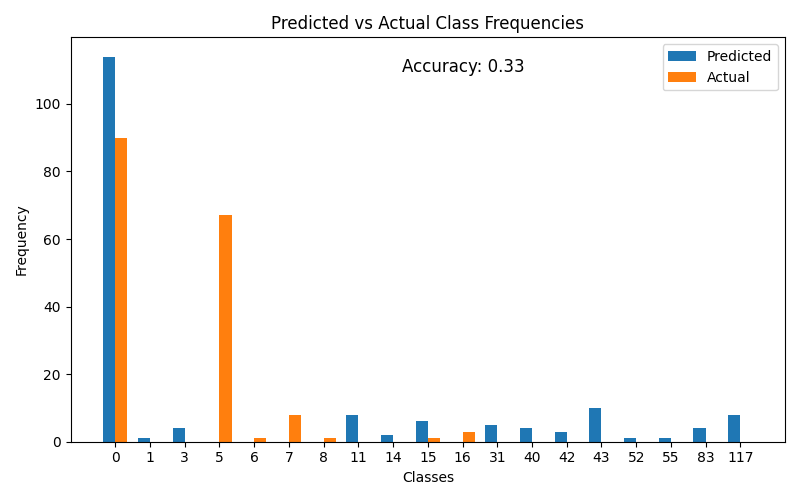 Predicted vs Actual Class Frequencies
Accuracy: 0.33
Predicted
Actual
Frequency
100
80
60
40
20
0
0 1 3 5 6 7 8 11 14 15 16 31 40 42 43 52 55 83 117
Classes